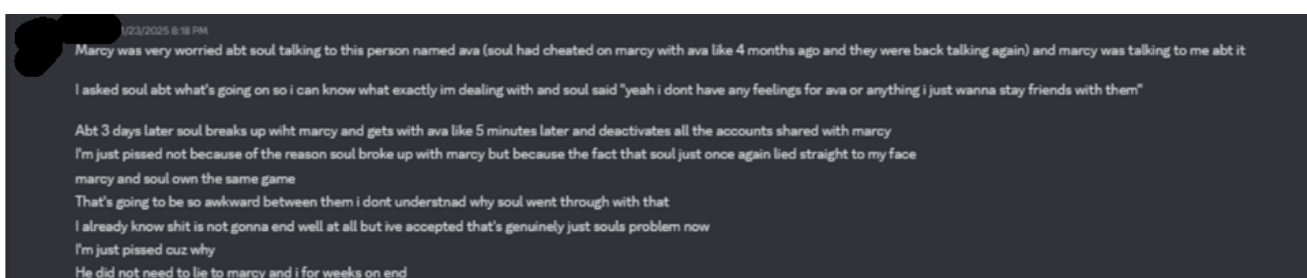 1/23/2025 8:18 PM
Marcy was very worried abt soul talking to this person named ava (soul had cheated on marcy with ava like 4 months ago and they were back talking again) and marcy was talking to me abt it
I asked soul abt what's going on so i can know what exactly im dealing with and soul said "yeah i dont have any feelings for ava or anything i just wanna stay friends with them"
Abt 3 days later soul breaks up wiht marcy and gets with ava like 5 minutes later and deactivates all the accounts shared with marcy
I'm just pissed not because of the reason soul broke up with marcy but because the fact that soul just once again lied straight to my face
marcy and soul own the same game
That's going to be so awkward between them i dont understnad why soul went through with that
I already know shit is not gonna end well at all but ive accepted that's genuinely just souls problem now
I'm just pissed cuz why
He did not need to lie to marcy and i for weeks on end